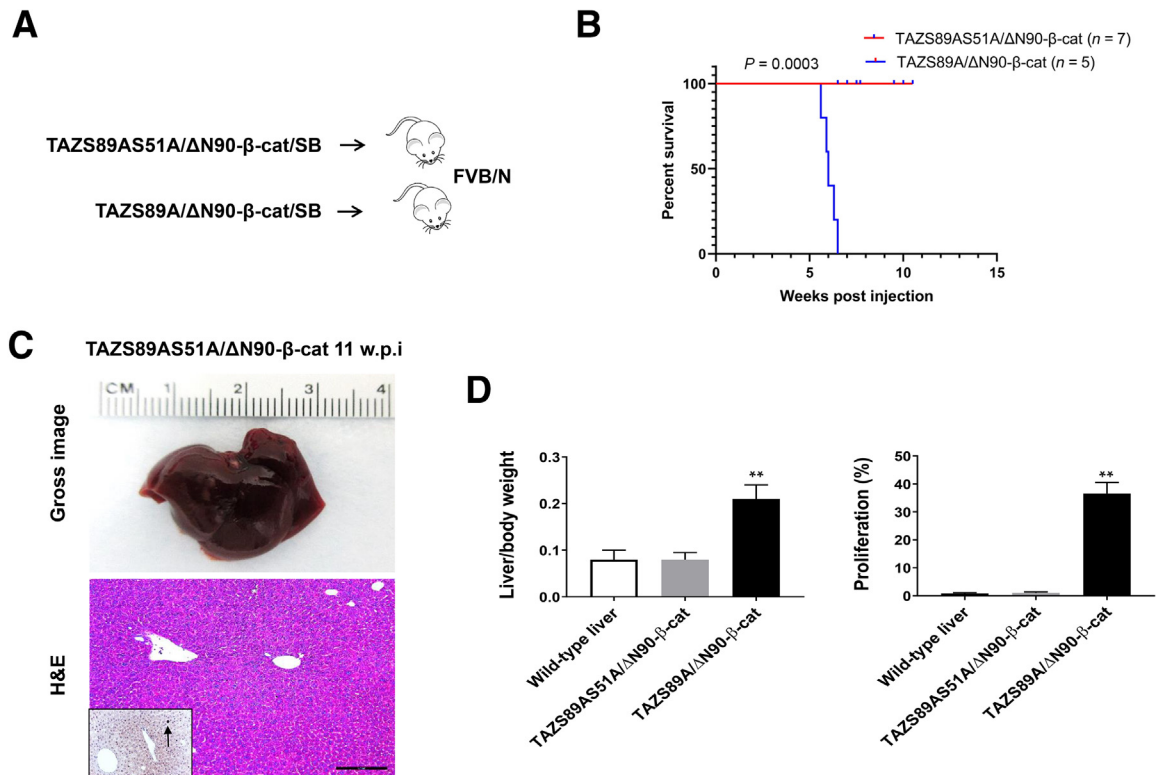 A
TAZS89AS51A/ΔN90-β-cat/SB
FVB/N
TAZS89A/ΔN90-β-cat/SB
B
TAZS89AS51A/ΔN90-β-cat (n = 7)
TAZS89A/ΔN90-β-cat (n = 5)
P = 0.0003
Percent survival
100
50
0
0 5 10 15
Weeks post injection
C
TAZS89AS51A/ΔN90-β-cat 11 w.p.i
Gross image
CM 1 2 3 4
H&E
D
Liver/body weight
0.3
0.2
0.1
0.0
**
Wild-type liver
TAZS89AS51A/ΔN90-β-cat
TAZS89A/ΔN90-β-cat
Proliferation (%)
50
40
30
20
10
0
**
Wild-type liver
TAZS89AS51A/ΔN90-β-cat
TAZS89A/ΔN90-β-cat